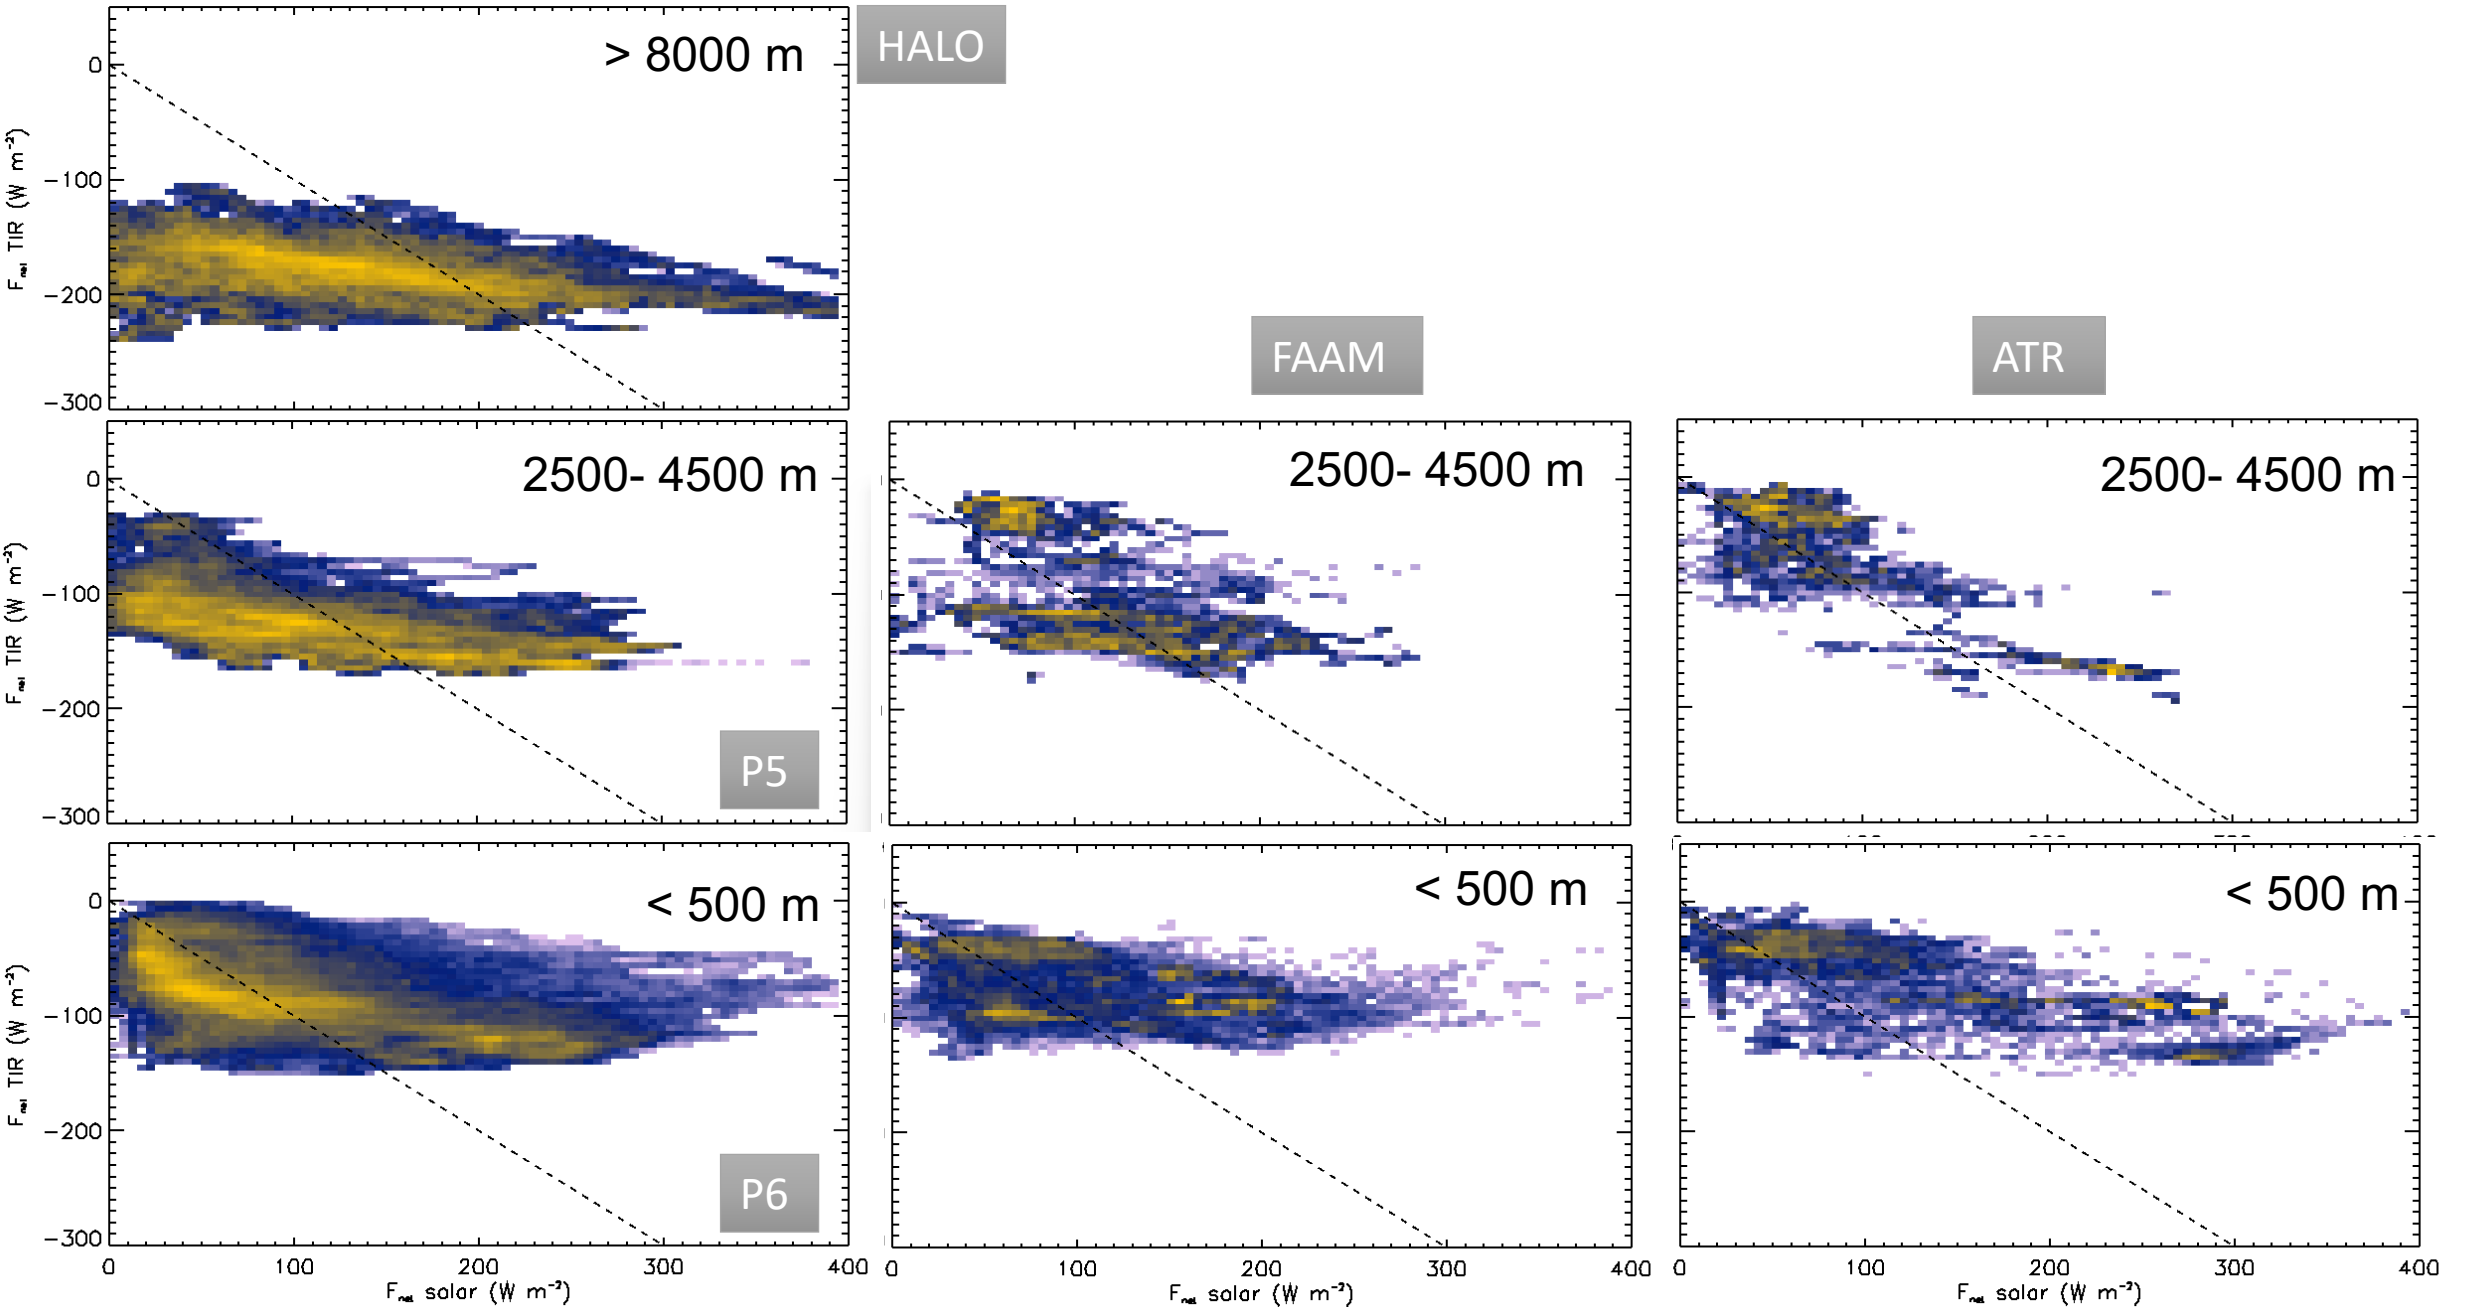 > 8000 m
HALO
0
−100
−200
−300
F_net TIR (W m⁻²)
FAAM
ATR
2500- 4500 m
0
−100
−200
−300
F_net TIR (W m⁻²)
P5
2500- 4500 m
2500- 4500 m
< 500 m
0
−100
−200
−300
F_net TIR (W m⁻²)
P6
0 100 200 300 400
F_net solar (W m⁻²)
< 500 m
0 100 200 300 400
F_net solar (W m⁻²)
< 500 m
0 100 200 300 400
F_net solar (W m⁻²)